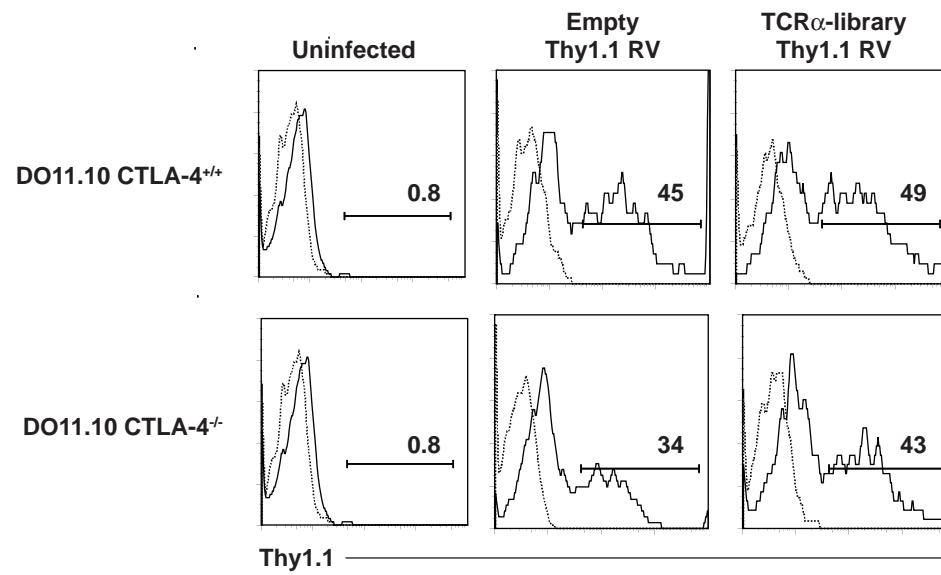 Uninfected
Empty
Thy1.1 RV
TCRα-library
Thy1.1 RV
DO11.10 CTLA-4+/+
0.8
45
49
DO11.10 CTLA-4-/-
0.8
34
43
Thy1.1